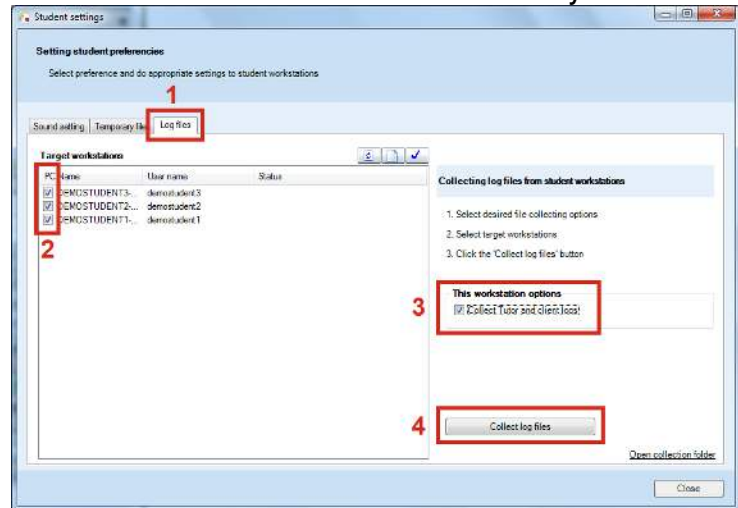 Student settings
Setting student preferencies
Select preference and do appropriate settings to student workstations
1
Sound setting Temporary file Log files
Target workstations
PC Name User name Status
DEMOSTUDENT3-... demostudent3
DEMOSTUDENT2-... demostudent2
DEMOSTUDENT1-... demostudent1
2
Collecting log files from student workstations
1. Select desired file collecting options
2. Select target workstations
3. Click the 'Collect log files' button
3
This workstation options
Collect Tutor and client logs
4
Collect log files
Open collection folder
Close